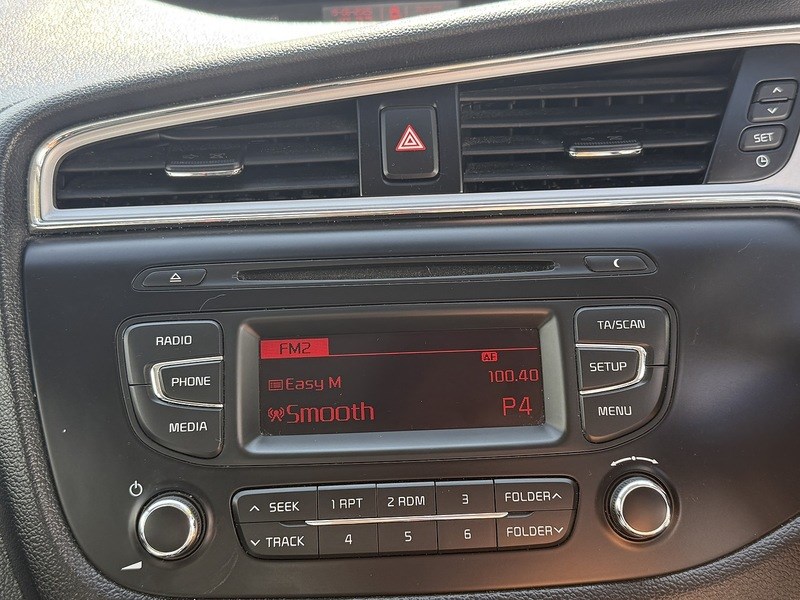 SET
RADIO
PHONE
MEDIA
FM2
AF
Easy M
100.40
Smooth
P4
TA/SCAN
SETUP
MENU
SEEK
1 RPT
2 RDM
3
FOLDER
TRACK
4
5
6
FOLDER